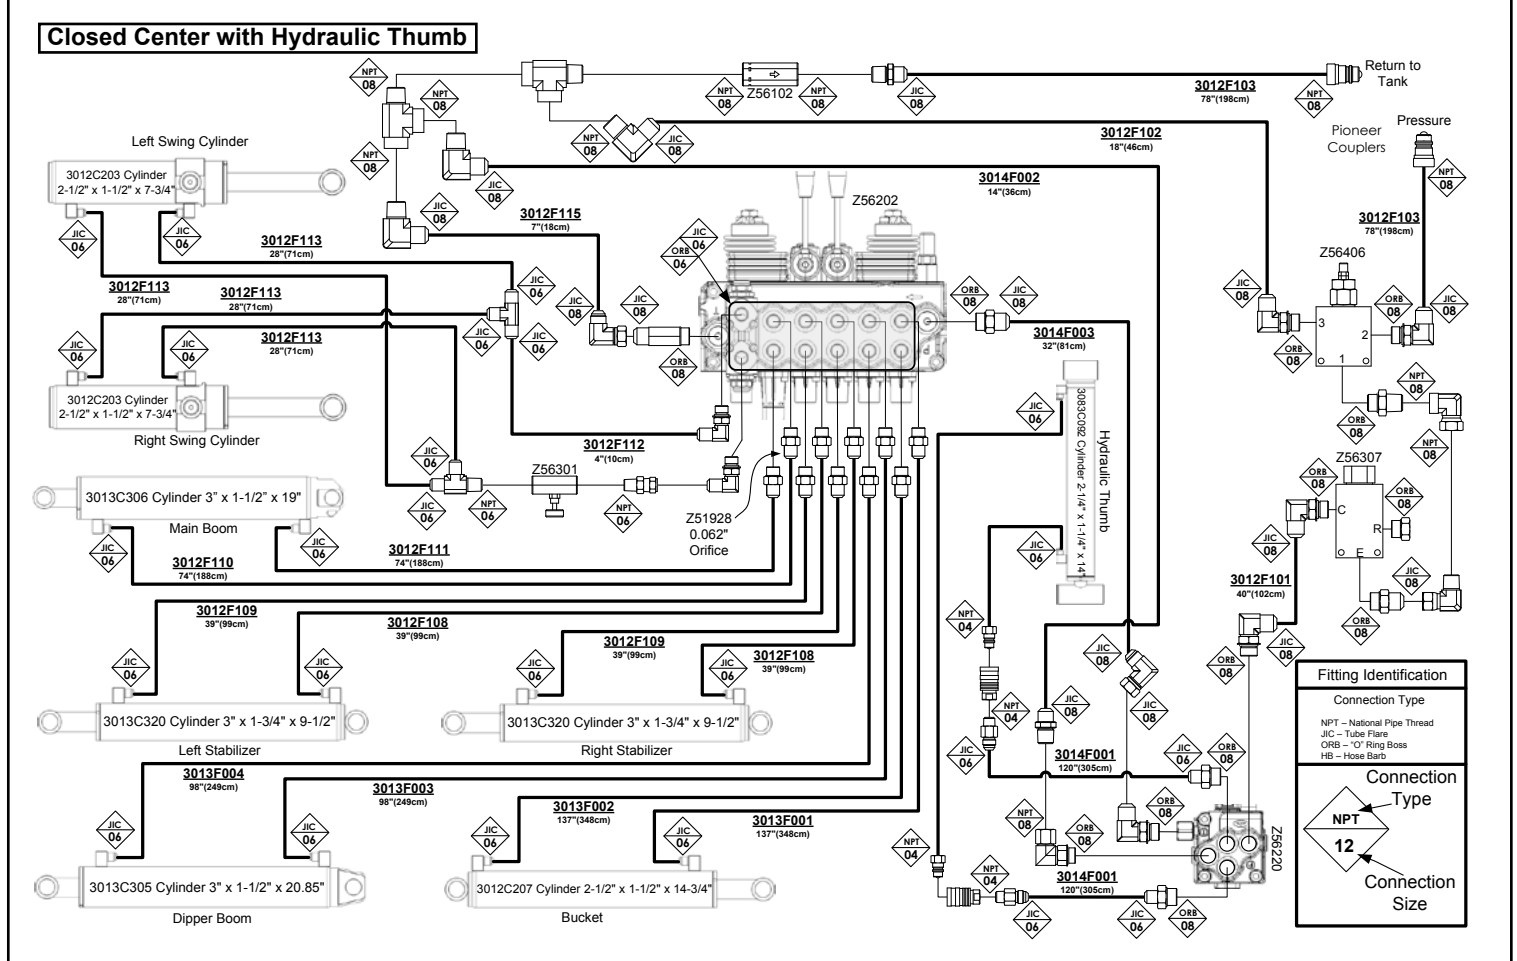 Closed Center with Hydraulic Thumb
NPT 08
NPT 08
NPT 08
Z56102
NPT 08
JIC 08
3012F103
78"(198cm)
NPT 08
Return to
Tank
NPT 08
NPT 08
JIC 08
3012F102
18"(46cm)
Pioneer
Couplers
Pressure
NPT 08
Left Swing Cylinder
3012C203 Cylinder
2-1/2" x 1-1/2" x 7-3/4"
JIC 06
JIC 06
JIC 08
JIC 08
3014F002
14"(36cm)
3012F115
7"(18cm)
Z56202
3012F103
78"(198cm)
3012F113
28"(71cm)
JIC 06
ORB 06
Z56406
3012F113
28"(71cm)
3012F113
28"(71cm)
JIC 06
JIC 08
JIC 08
ORB 08
JIC 08
JIC 08
ORB 08
JIC 08
3
2
1
3012F113
28"(71cm)
JIC 06
JIC 06
JIC 06
JIC 06
ORB 08
3014F003
32"(81cm)
ORB 08
3012C203 Cylinder
2-1/2" x 1-1/2" x 7-3/4"
Right Swing Cylinder
JIC 06
3083C092 Cylinder 2-1/4" x 1-1/4" x 14"
Hydraulic Thumb
NPT 08
ORB 08
NPT 08
3012F112
4"(10cm)
JIC 06
Z56301
JIC 06
NPT 06
NPT 06
Z56307
ORB 08
ORB 08
C
R
E
3013C306 Cylinder 3” x 1-1/2” x 19"
Main Boom
Z51928
0.062"
Orifice
JIC 06
JIC 06
JIC 06
JIC 08
JIC 08
3012F110
74"(188cm)
3012F111
74"(188cm)
3012F101
40"(102cm)
3012F109
39"(99cm)
3012F108
39"(99cm)
3012F109
39"(99cm)
3012F108
39"(99cm)
NPT 04
ORB 08
JIC 06
JIC 06
JIC 06
JIC 06
JIC 08
ORB 08
JIC 08
Fitting Identification
Connection Type
NPT – National Pipe Thread
JIC – Tube Flare
ORB – “O” Ring Boss
HB – Hose Barb
Connection
Type
NPT
12
Connection
Size
3013C320 Cylinder 3" x 1-3/4" x 9-1/2"
Left Stabilizer
3013C320 Cylinder 3" x 1-3/4" x 9-1/2"
Right Stabilizer
NPT 04
JIC 08
JIC 08
JIC 06
3014F001
120"(305cm)
JIC 06
ORB 08
3013F004
98"(249cm)
3013F003
98"(249cm)
3013F002
137"(348cm)
3013F001
137"(348cm)
JIC 06
JIC 06
JIC 06
JIC 06
NPT 04
NPT 08
ORB 08
ORB 08
Z56220
3013C305 Cylinder 3" x 1-1/2" x 20.85"
Dipper Boom
3012C207 Cylinder 2-1/2" x 1-1/2" x 14-3/4"
Bucket
NPT 04
3014F001
120"(305cm)
JIC 06
JIC 06
ORB 08